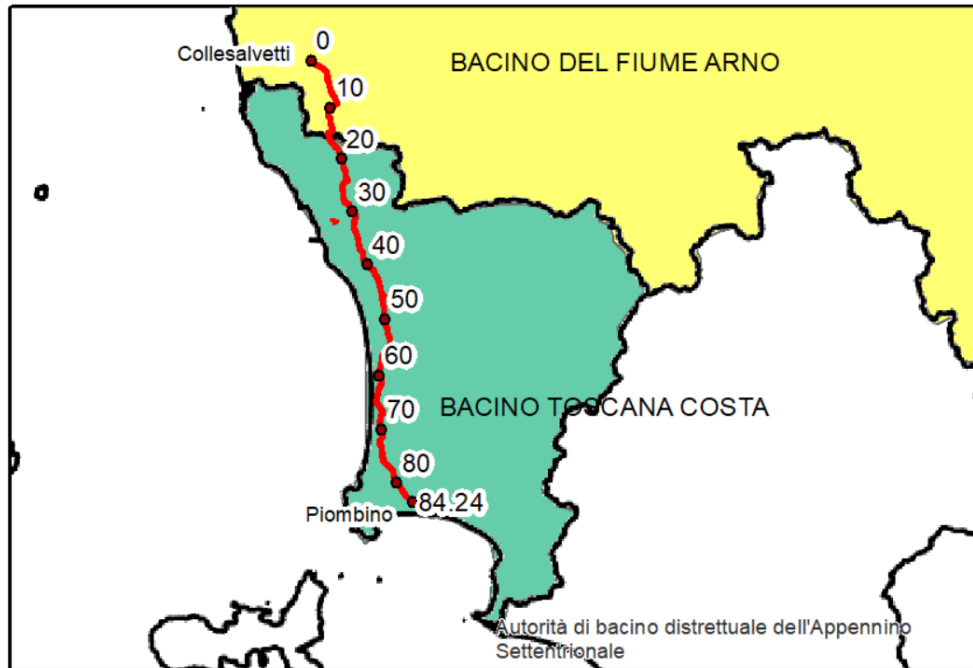 Collesalvetti
0
BACINO DEL FIUME ARNO
10
20
30
40
50
60
70
BACINO TOSCANA COSTA
80
84.24
Piombino
Autorità di bacino distrettuale dell'Appennino
Settentrionale